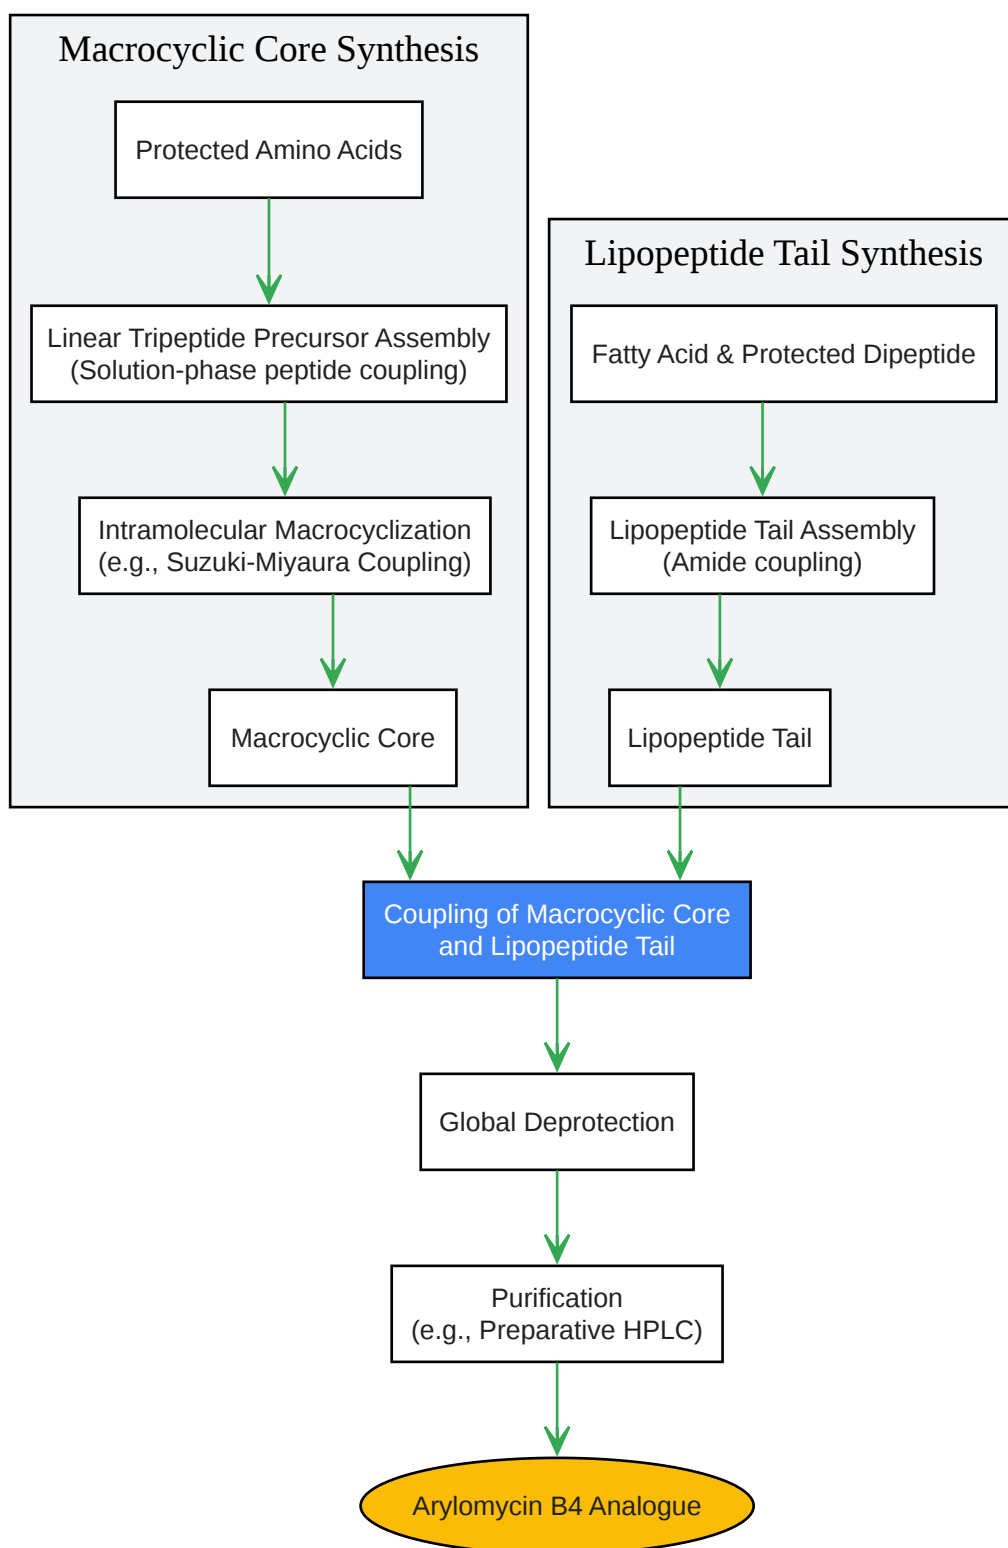 Macrocyclic Core Synthesis
Protected Amino Acids
Linear Tripeptide Precursor Assembly
(Solution-phase peptide coupling)
Intramolecular Macrocyclization
(e.g., Suzuki-Miyaura Coupling)
Macrocyclic Core
Lipopeptide Tail Synthesis
Fatty Acid & Protected Dipeptide
Lipopeptide Tail Assembly
(Amide coupling)
Lipopeptide Tail
Coupling of Macrocyclic Core
and Lipopeptide Tail
Global Deprotection
Purification
(e.g., Preparative HPLC)
Arylomycin B4 Analogue